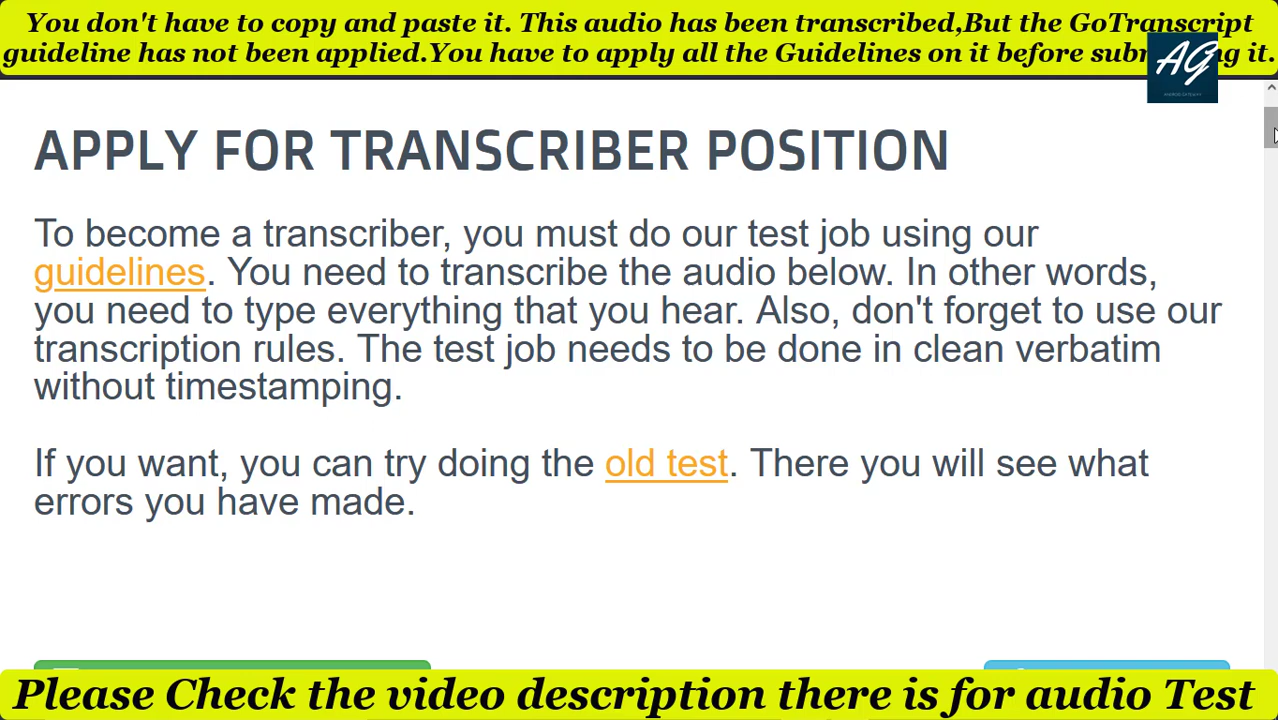 You don't have to copy and paste it. This audio has been transcribed,But the GoTranscript
guideline has not been applied.You have to apply all the Guidelines on it before g it.
AG
APPLY FOR TRANSCRIBER POSITION
To become a transcriber, you must do our test job using our
guidelines. You need to transcribe the audio below. In other words,
you need to type everything that you hear. Also, don't forget to use our
transcription rules. The test job needs to be done in clean verbatim
without timestamping.
If you want, you can try doing the old test. There you will see what
errors you have made.
Please Check the video description there is for audio Test